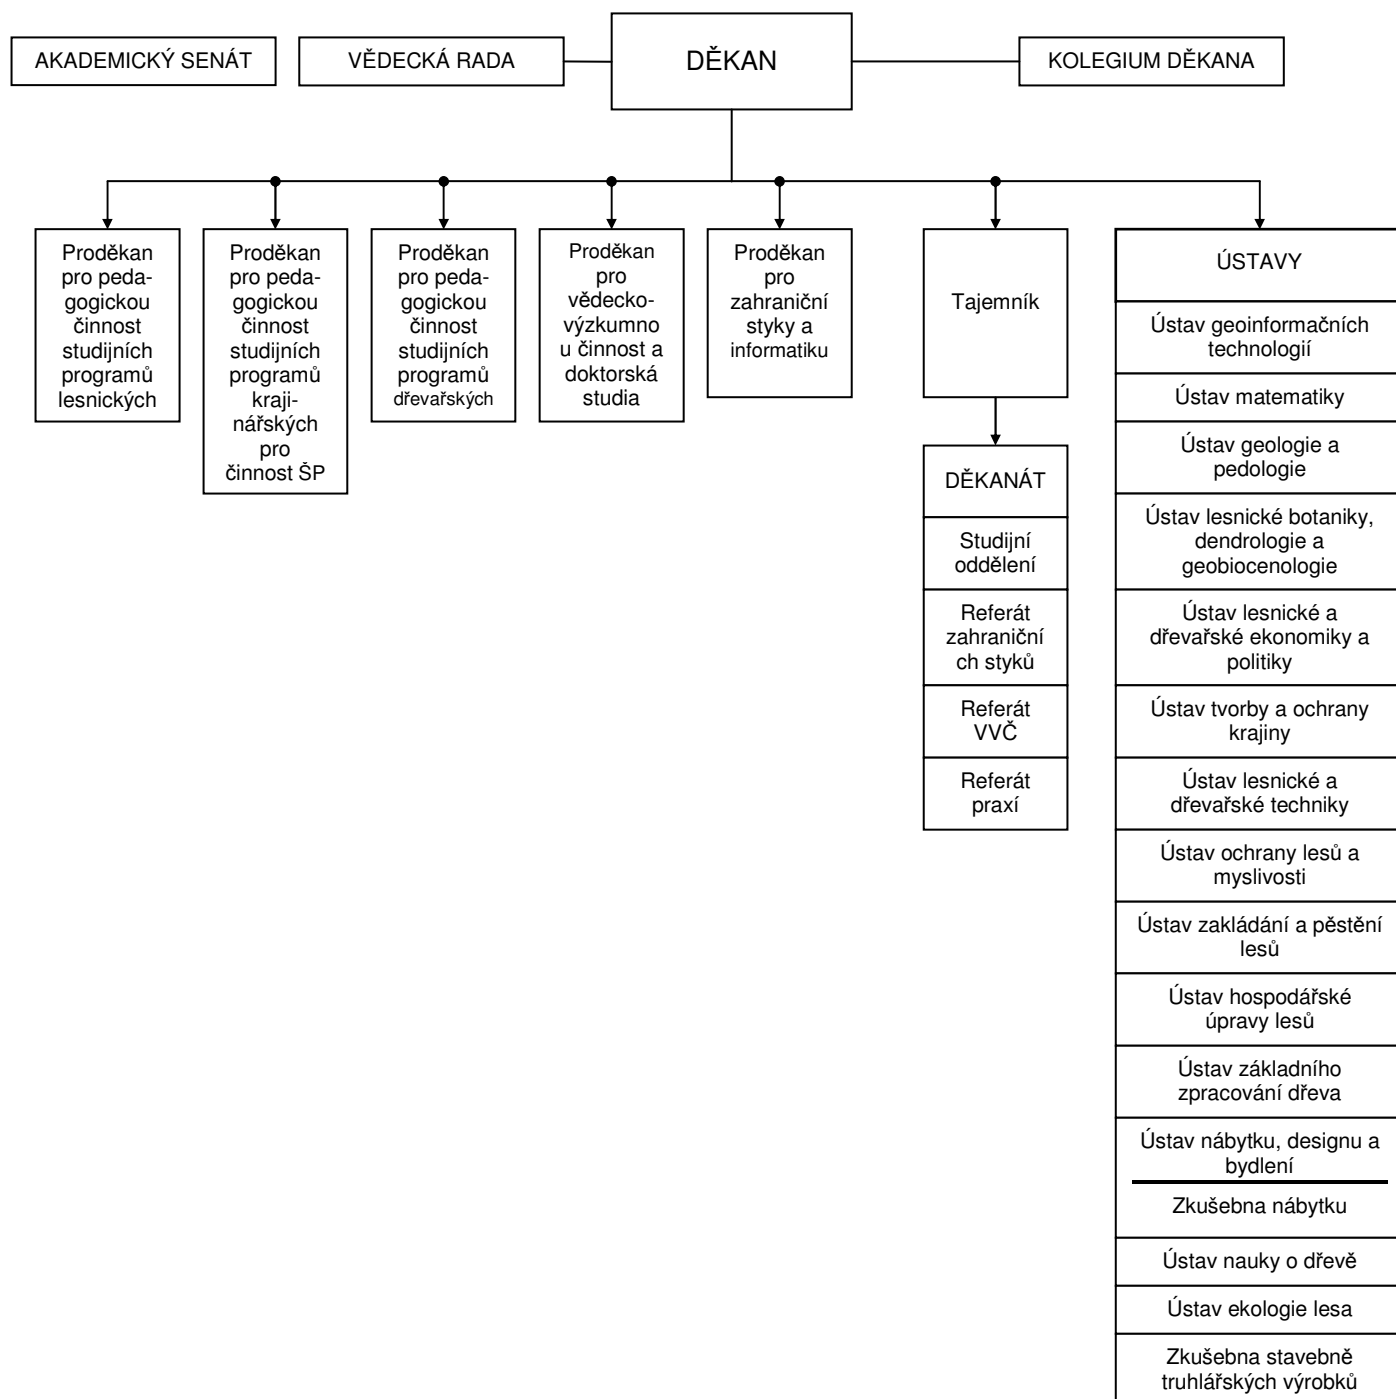 AKADEMICKÝ SENÁT
VĚDECKÁ RADA
DĚKAN
KOLEGIUM DĚKANA
Proděkan
pro peda-
gogickou
činnost
studijních
programů
lesnických
Proděkan
pro peda-
gogickou
činnost
studijních
programů
kraji-
nářských
pro
činnost ŠP
Proděkan
pro peda-
gogickou
činnost
studijních
programů
dřevařských
Proděkan
pro
vědecko-
výzkumno
u činnost a
doktorská
studia
Proděkan
pro
zahraniční
styky a
informatiku
Tajemník
DĚKANÁT
Studijní
oddělení
Referát
zahraniční
ch styků
Referát
VVČ
Referát
praxí
ÚSTAVY
Ústav geoinformačních
technologií
Ústav matematiky
Ústav geologie a
pedologie
Ústav lesnické botaniky,
dendrologie a
geobiocenologie
Ústav lesnické a
dřevařské ekonomiky a
politiky
Ústav tvorby a ochrany
krajiny
Ústav lesnické a
dřevařské techniky
Ústav ochrany lesů a
myslivosti
Ústav zakládání a pěstění
lesů
Ústav hospodářské
úpravy lesů
Ústav základního
zpracování dřeva
Ústav nábytku, designu a
bydlení
Zkušebna nábytku
Ústav nauky o dřevě
Ústav ekologie lesa
Zkušebna stavebně
truhlářských výrobků